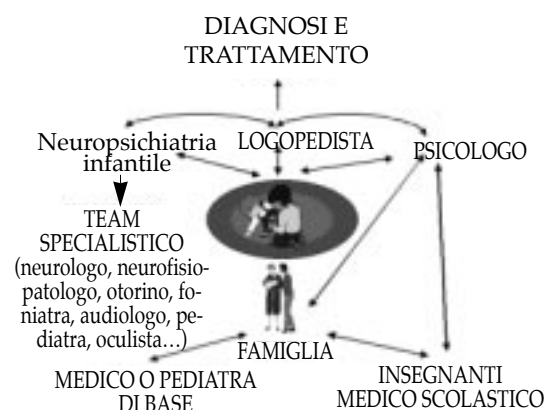 DIAGNOSI E
TRATTAMENTO
Neuropsichiatria
infantile
LOGOPEDISTA
PSICOLOGO
TEAM
SPECIALISTICO
(neurologo, neurofisio-
patologo, otorino, fo-
niatra, audiologo, pe-
diatra, oculista...)
FAMIGLIA
MEDICO O PEDIATRA
DI BASE
INSEGNANTI
MEDICO SCOLASTICO